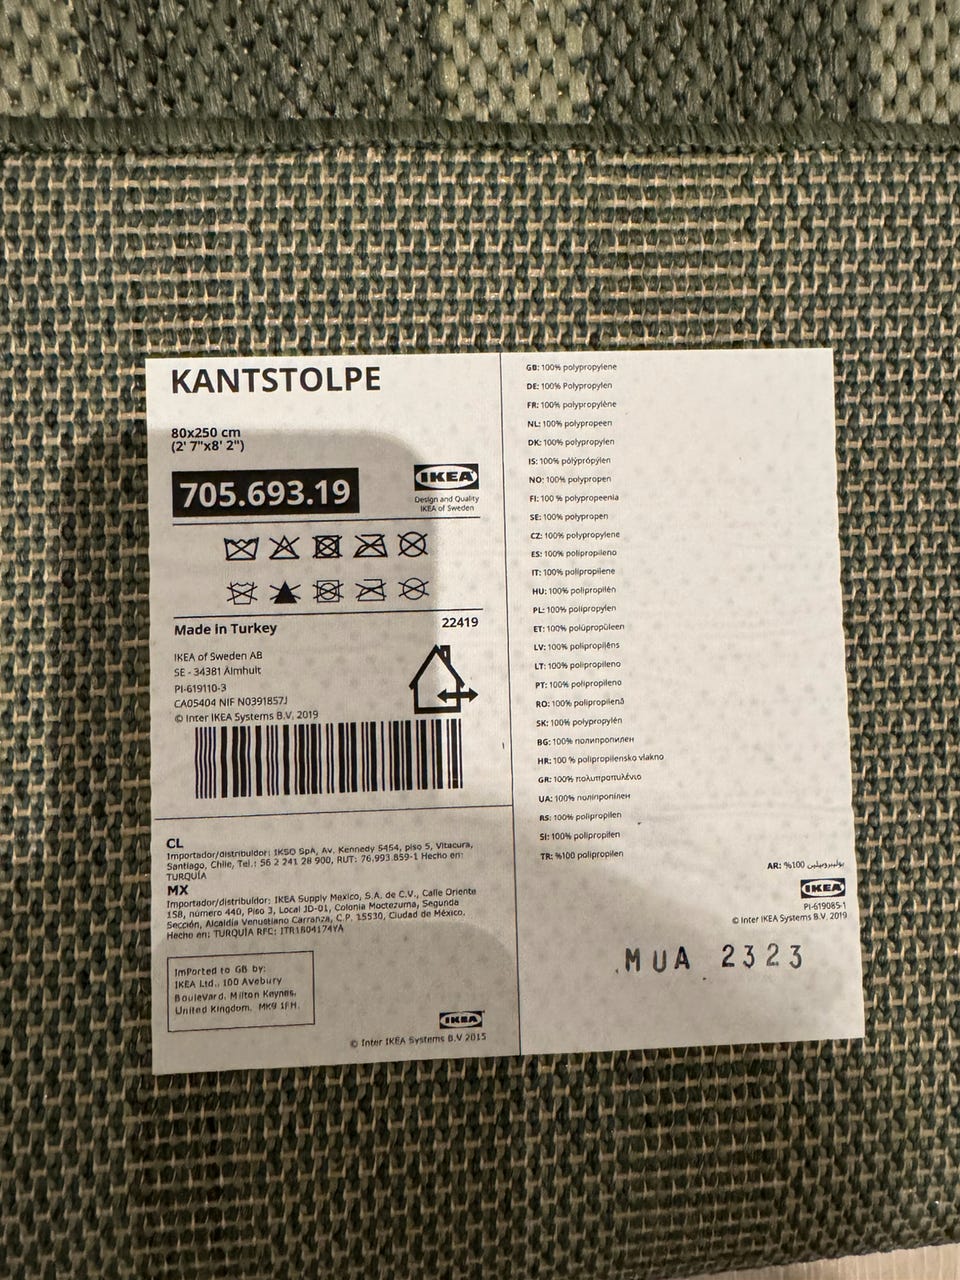 KANTSTOLPE
80x250 cm
(2' 7"x8' 2")
705.693.19
IKEA
Design and Quality
IKEA of Sweden
Made in Turkey
22419
IKEA of Sweden AB
SE - 34381 Älmhult
PI-619110-3
CA05404 NIF N0391857J
© Inter IKEA Systems B.V. 2019
CL
Importador/distribuidor: IKSO SpA, Av. Kennedy 5454, piso 5, Vitacura,
Santiago, Chile, Tel.: 56 2 241 28 900, RUT: 76.993.859-1 Hecho en:
TURQUÍA
MX
Importador/distribuidor: IKEA Supply Mexico, S.A. de C.V., Calle Oriente
158, número 440, Piso 3, Local JD-01, Colonia Moctezuma, Segunda
Sección, Alcaldía Venustiano Carranza, C.P. 15530, Ciudad de México.
Hecho en: TURQUÍA RFC: ITR1804174YA
ImPorted to GB by:
IKEA Ltd., 100 Avebury
Boulevard, Milton Keynes,
United Kingdom, MK9 1FH.
IKEA
© Inter IKEA Systems B.V 2015
GB: 100% polypropylene
DE: 100% Polypropylen
FR: 100% polypropylène
NL: 100% polypropeen
DK: 100% polypropylen
IS: 100% pólýprópýlen
NO: 100% polypropen
FI: 100 % polypropeenia
SE: 100% polypropen
CZ: 100% polypropylene
ES: 100% polipropileno
IT: 100% polipropilene
HU: 100% polipropilén
PL: 100% polipropylen
ET: 100% polüpropüleen
LV: 100% polipropilēns
LT: 100% polipropileno
PT: 100% polipropileno
RO: 100% polipropilenă
SK: 100% polypropylén
BG: 100% полипропилен
HR: 100 % polipropilensko vlakno
GR: 100% πολυπροπυλένιο
UA: 100% поліпропілен
RS: 100% polipropilen
SI: 100% polipropilen
TR: %100 polipropilen
AR: %100 بوليبروبيلين
IKEA
PI-619085-1
© Inter IKEA Systems B.V. 2019
MUA 2323